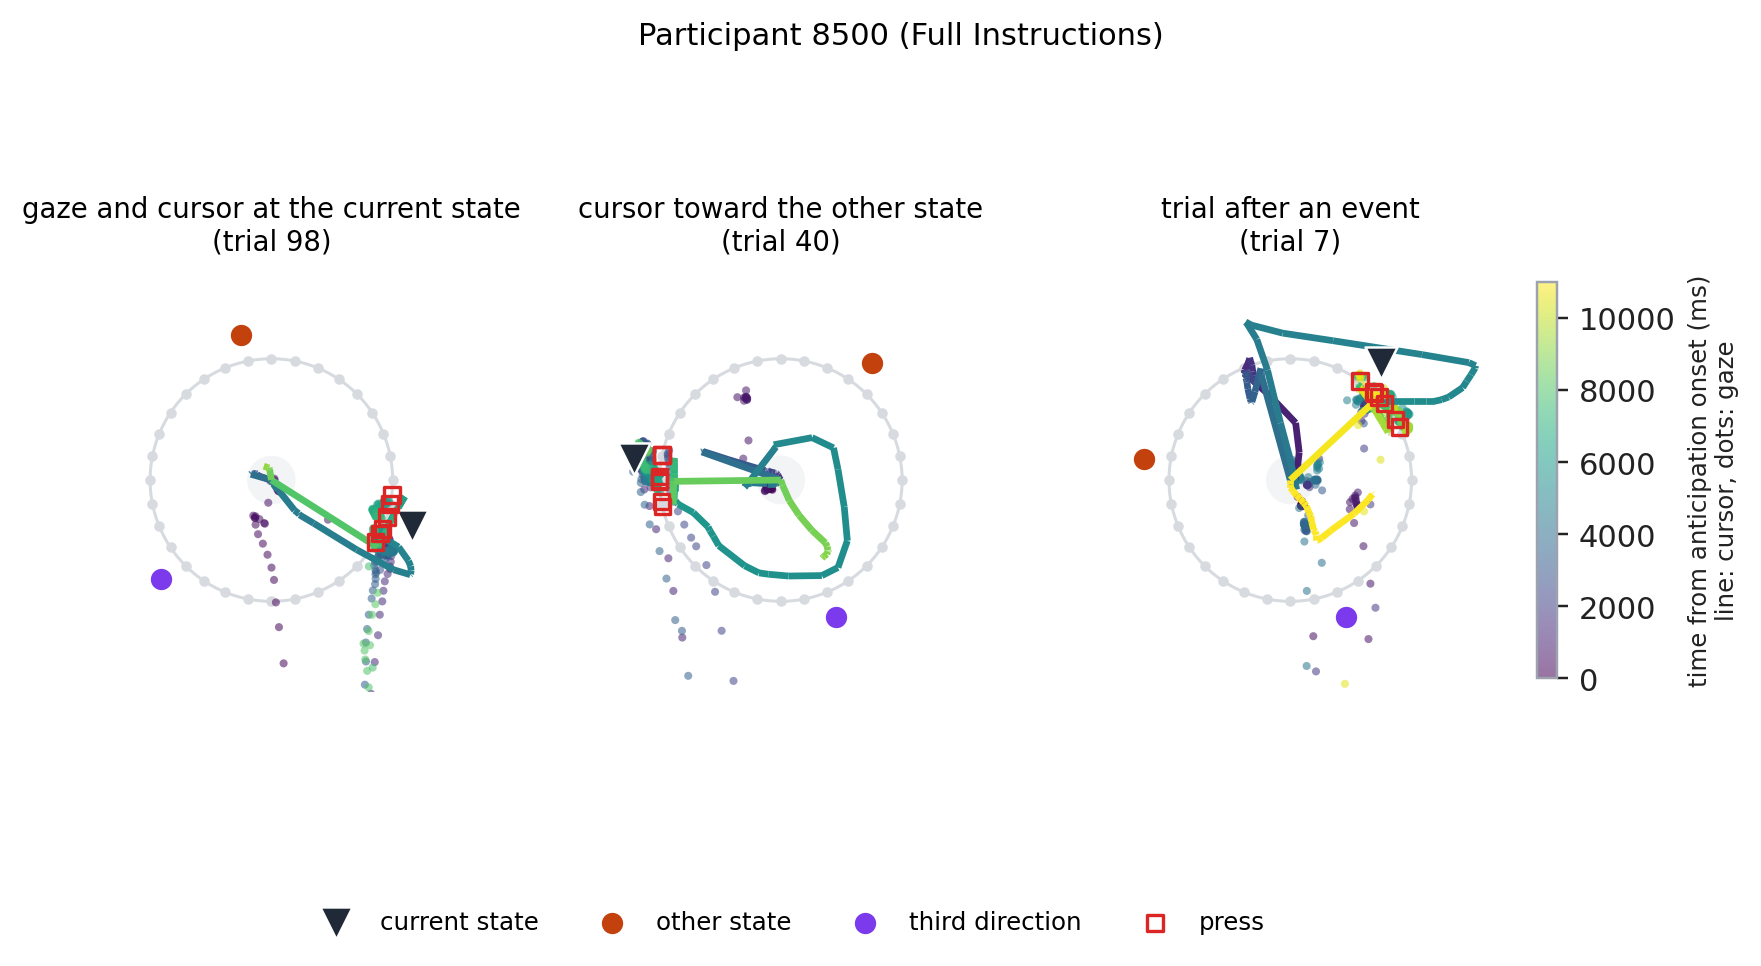 Participant 8500 (Full Instructions)
gaze and cursor at the current state
(trial 98)
cursor toward the other state
(trial 40)
trial after an event
(trial 7)
10000
8000
6000
4000
2000
0
time from anticipation onset (ms)
line: cursor, dots: gaze
current state
other state
third direction
press